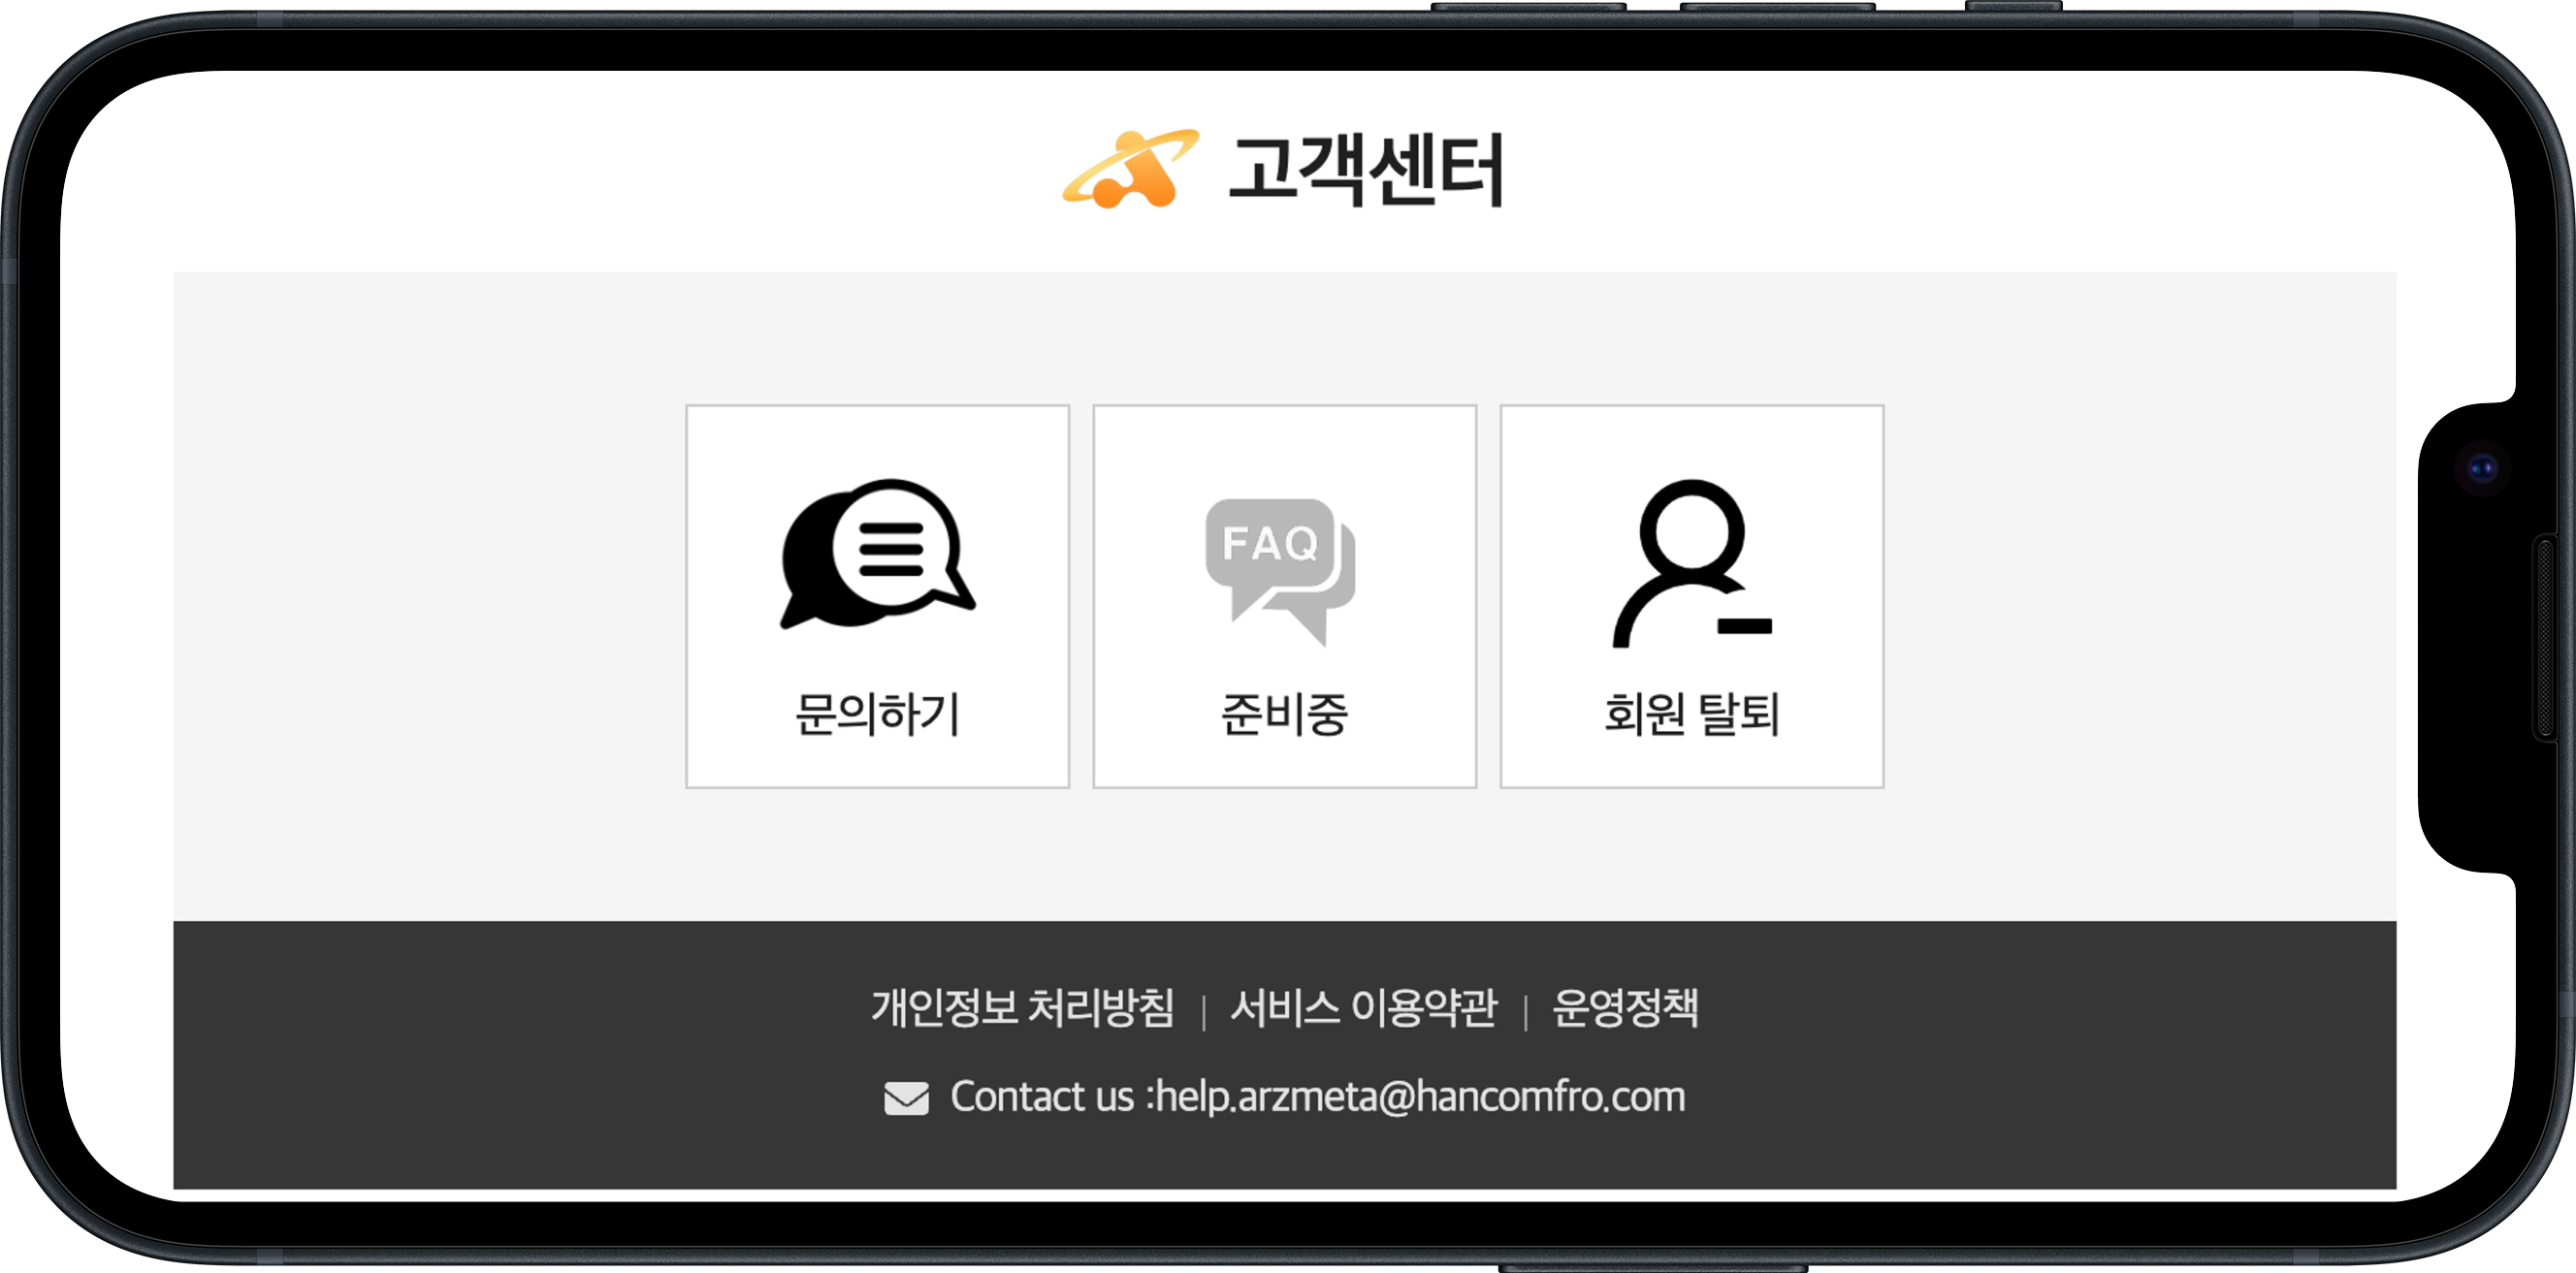 고객센터
문의하기
FAQ
준비중
회원 탈퇴
개인정보 처리방침 | 서비스 이용약관 | 운영정책
Contact us :help.arzmeta@hancomfro.com